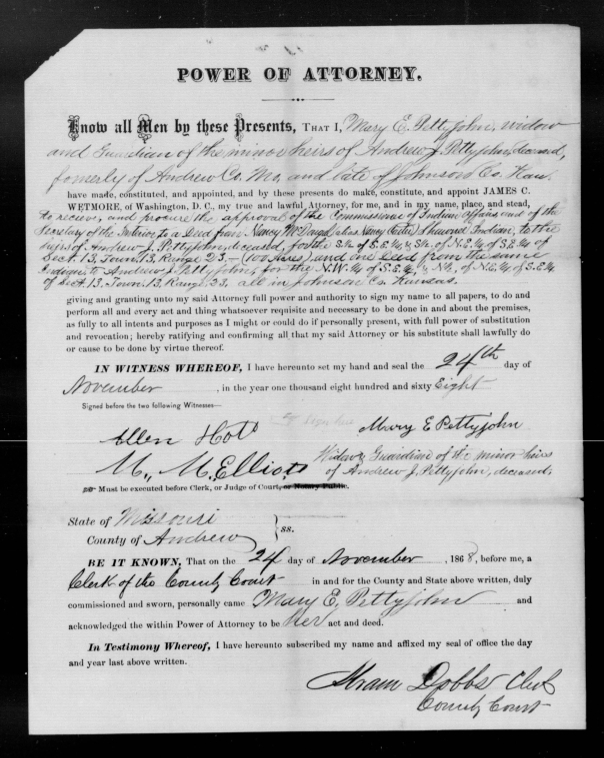 POWER OF ATTORNEY.
Know all Men by these Presents, THAT I, Mary E. Pettyjohn, widow
and Guardian of the minor heirs of Andrew J. Pettyjohn, deceased,
formerly of Andrew Co. Mo, and late of Johnson Co. Kan.
have made, constituted, and appointed, and by these presents do make, constitute, and appoint JAMES C.
WETMORE, of Washington, D. C., my true and lawful Attorney, for me, and in my name, place, and stead,
to receive, and procure the approval of the Commissioner of Indian affairs and of the
Secretary of the Interior to a Deed from Nancy (alias Nancy) Shawnee Indian, to the
heirs of Andrew J. Pettyjohn, deceased, for the S.½ of S.E.¼, & S½. of N.E.¼ of S.E.¼ of
Sect. 13, Town. 13, Range 23,—(100 Acres) and one deed from the same
Indian to Andrew J. Pettyjohn, for the N.W.¼ of S.E.¼, & N½, of N.E.¼ of S.E.¼
of Sect. 13, Town. 13, Range 23, all in Johnson Co. Kansas.
giving and granting unto my said Attorney full power and authority to sign my name to all papers, to do and
perform all and every act and thing whatsoever requisite and necessary to be done in and about the premises,
as fully to all intents and purposes as I might or could do if personally present, with full power of substitution
and revocation; hereby ratifying and confirming all that my said Attorney or his substitute shall lawfully do
or cause to be done by virtue thereof.
IN WITNESS WHEREOF, I have hereunto set my hand and seal the 24th day of
November, in the year one thousand eight hundred and sixty Eight
Signed before the two following Witnesses—
Mary E Pettyjohn
Allen Holt
Widow & Guardian of the minor heirs
of Andrew J. Pettyjohn, deceased,
M. M. Elliott
Must be executed before Clerk, or Judge of Court, or Notary Public.
State of Missouri
County of Andrew } ss.
BE IT KNOWN, That on the 24 day of November, 1868, before me, a
Clerk of the County Court in and for the County and State above written, duly
commissioned and sworn, personally came Mary E. Pettyjohn and
acknowledged the within Power of Attorney to be her act and deed.
In Testimony Whereof, I have hereunto subscribed my name and affixed my seal of office the day
and year last above written.
Hiram Dobbs Clerk
County Court